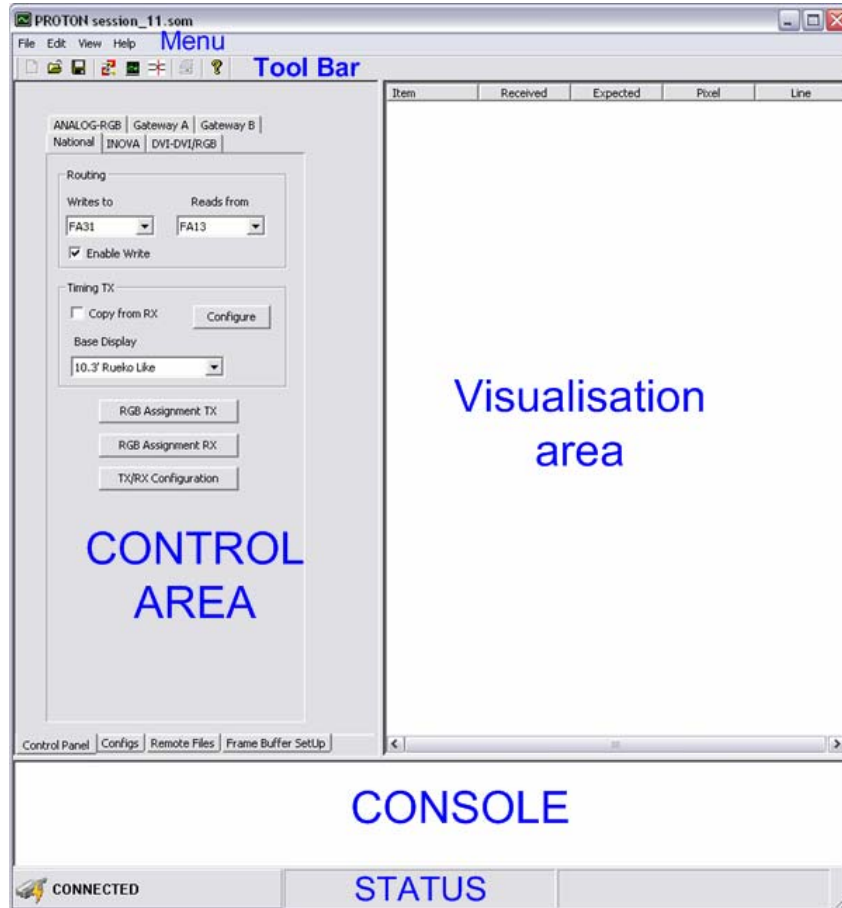 PROTON session_11.som
File Edit View Help Menu
Tool Bar
Item Received Expected Pixel Line
ANALOG-RGB Gateway A Gateway B
National INOVA DVI-DVI/RGB
Routing
Writes to Reads from
FA31 FA13
Enable Write
Timing TX
Copy from RX Configure
Base Display
10.3' Rueko Like
RGB Assignment TX
RGB Assignment RX
TX/RX Configuration
CONTROL
AREA
Visualisation
area
Control Panel Configs Remote Files Frame Buffer SetUp
CONSOLE
CONNECTED STATUS